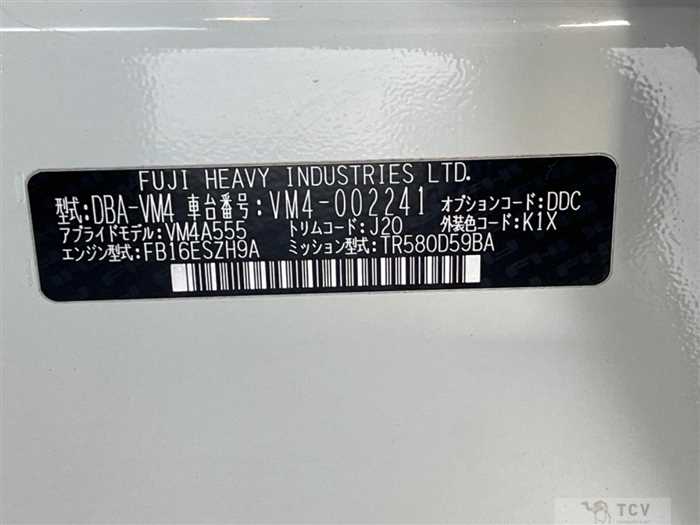 FUJI HEAVY INDUSTRIES LTD.
型式:DBA-VM4 車台番号:VM4-002241 オプションコード:DDC
アプライドモデル:VM4A555 トリムコード:J20 外装色コード:K1X
エンジン型式:FB16ESZH9A ミッション型式:TR580D59BA
TCV